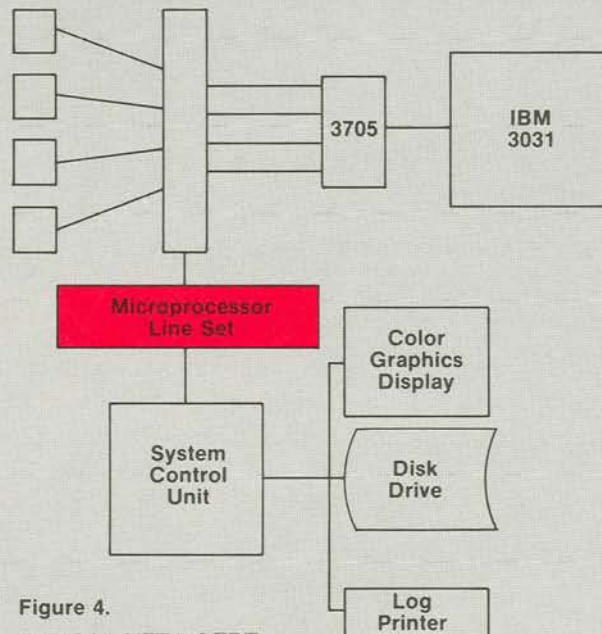 3705
IBM
3031
Microprocessor
Line Set
Color
Graphics
Display
System
Control
Unit
Disk
Drive
Figure 4.
Log
Printer